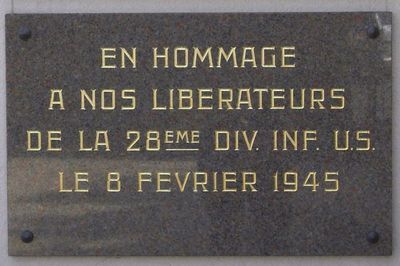 EN HOMMAGE
A NOS LIBERATEURS
DE LA 28EME DIV. INF. U.S.
LE 8 FEVRIER 1945